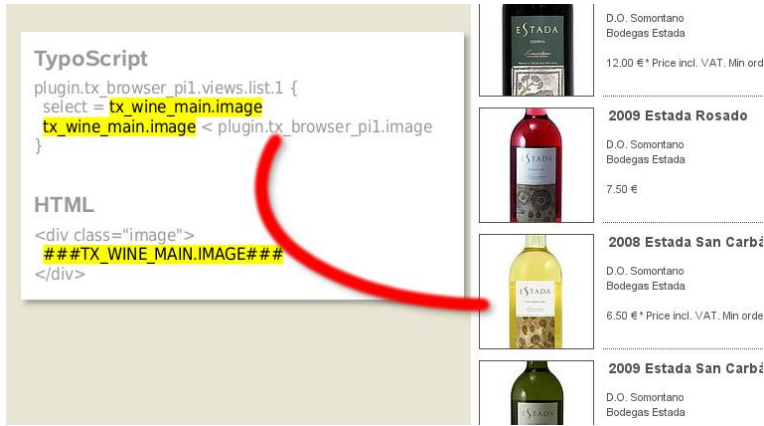 TypoScript
plugin.tx_browser_pi1.views.list.1 {
select = tx_wine_main.image
tx_wine_main.image < plugin.tx_browser_pi1.image
}
HTML
<div class="image">
###TX_WINE_MAIN.IMAGE###
</div>
ESTADA
D.O. Somontano
Bodegas Estada
12.00 € * Price incl. VAT. Min ord
ESTADA
2009 Estada Rosado
D.O. Somontano
Bodegas Estada
7.50 €
ESTADA
2008 Estada San Carbá
D.O. Somontano
Bodegas Estada
6.50 € * Price incl. VAT. Min orde
ESTADA
2009 Estada San Carbá
D.O. Somontano
Bodegas Estada